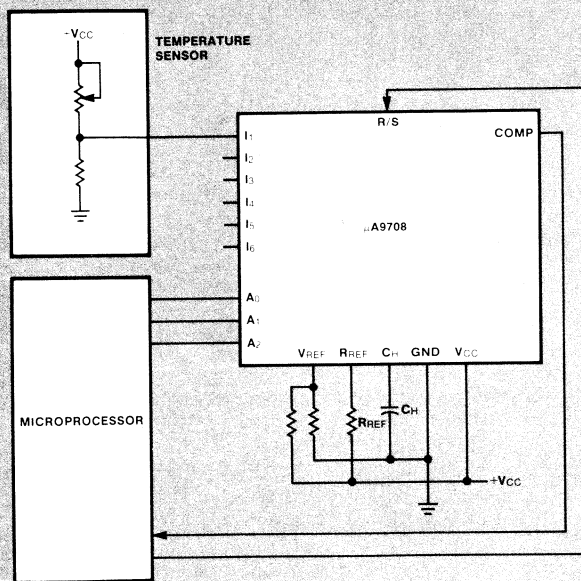 -VCC
TEMPERATURE
SENSOR
R/S
COMP
I1
I2
I3
I4
I5
I6
μA9708
A0
A1
A2
VREF RREF CH GND VCC
MICROPROCESSOR
RREF
CH
+VCC